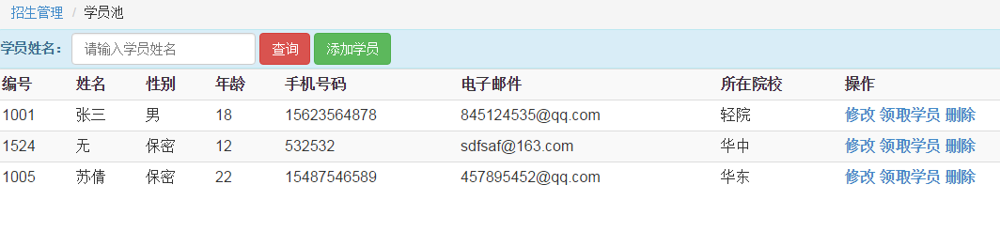 招生管理 / 学员池
学员姓名： 请输入学员姓名 查询 添加学员
编号 姓名 性别 年龄 手机号码 电子邮件 所在院校 操作
1001 张三 男 18 15623564878 845124535@qq.com 轻院 修改 领取学员 删除
1524 无 保密 12 532532 sdfsaf@163.com 华中 修改 领取学员 删除
1005 苏倩 保密 22 15487546589 457895452@qq.com 华东 修改 领取学员 删除